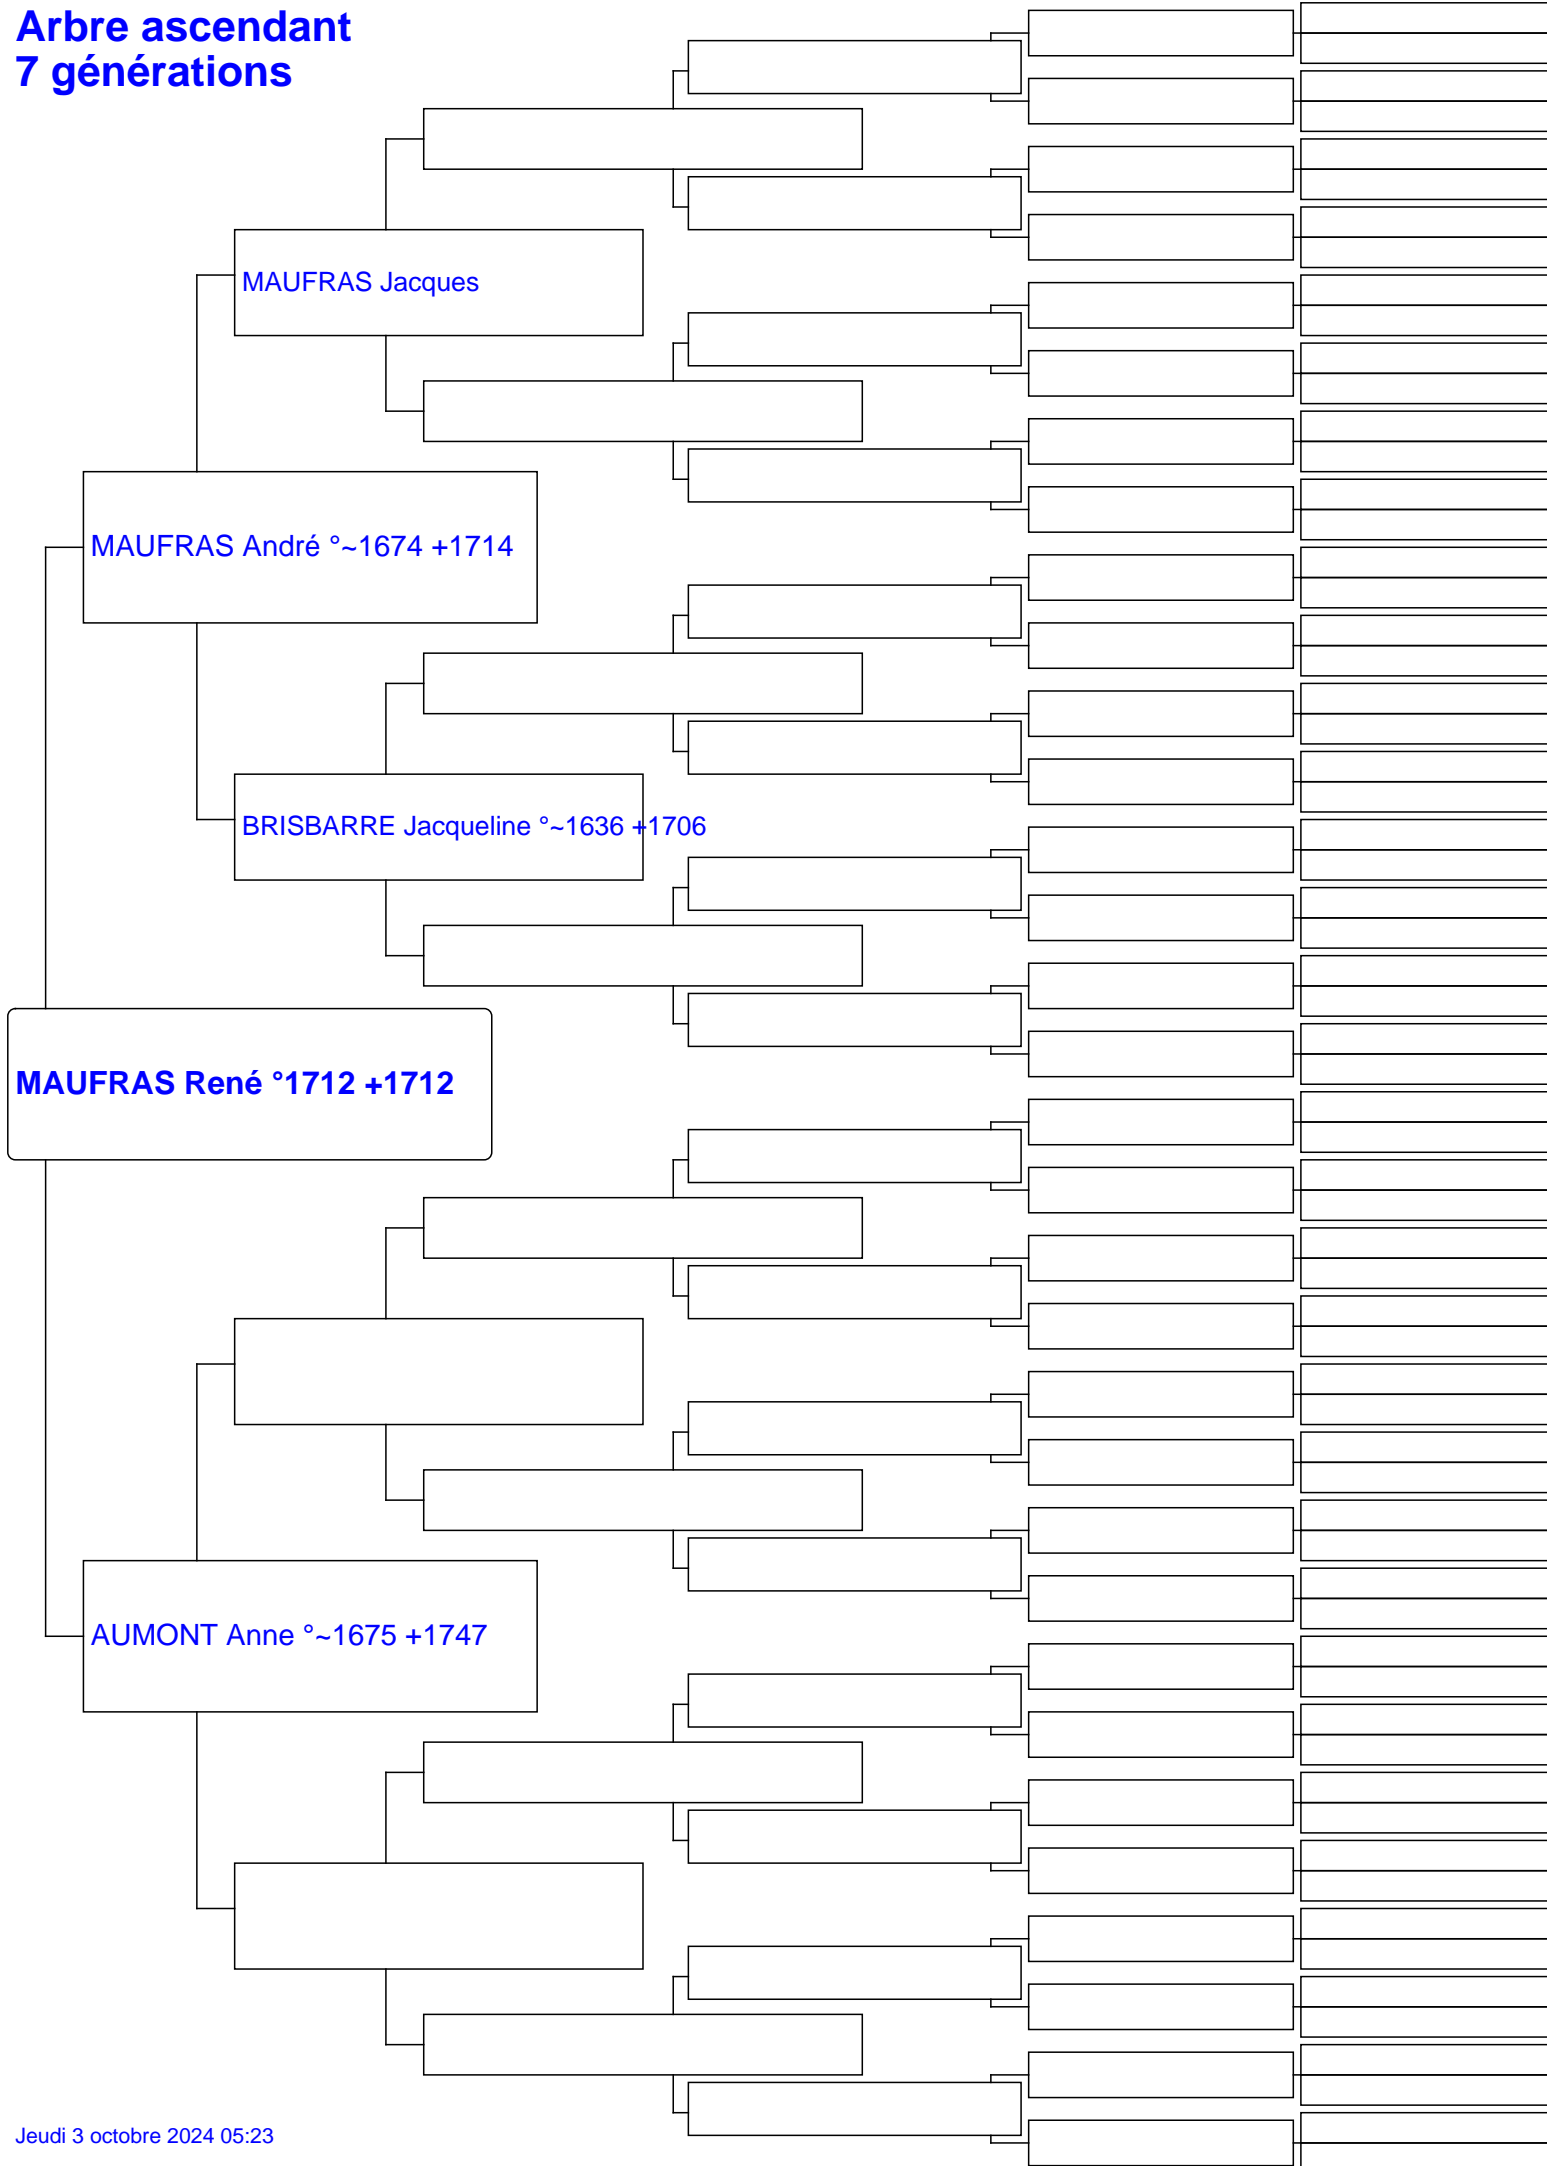 Arbre ascendant
7 générations
MAUFRAS Jacques
MAUFRAS André °~1674 +1714
BRISBARRE Jacqueline °~1636 +1706
MAUFRAS René °1712 +1712
AUMONT Anne °~1675 +1747
Jeudi 3 octobre 2024 05:23